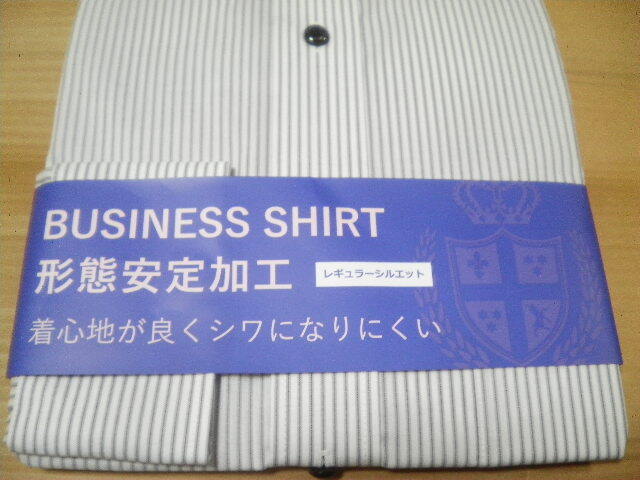 BUSINESS SHIRT
形態安定加工 レギュラーシルエット
着心地が良くシワになりにくい